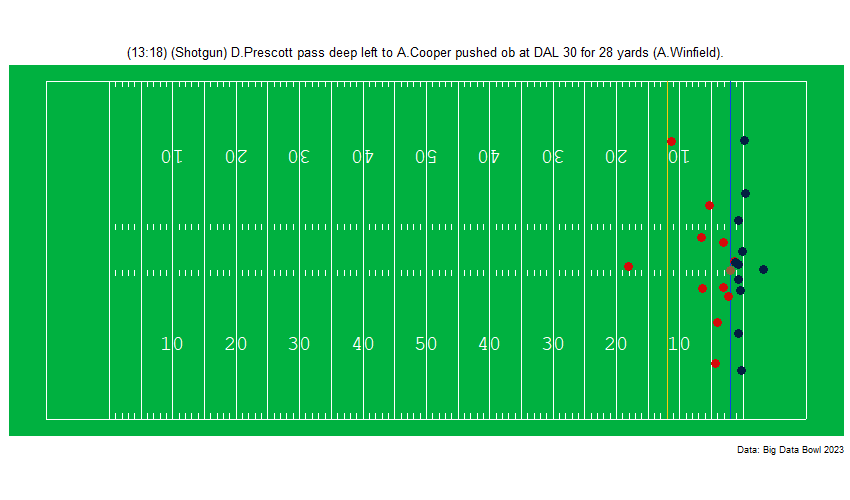 (13:18) (Shotgun) D.Prescott pass deep left to A.Cooper pushed ob at DAL 30 for 28 yards (A.Winfield).
10 20 30 40 50 40 30 20 10
10 20 30 40 50 40 30 20 10
Data: Big Data Bowl 2023